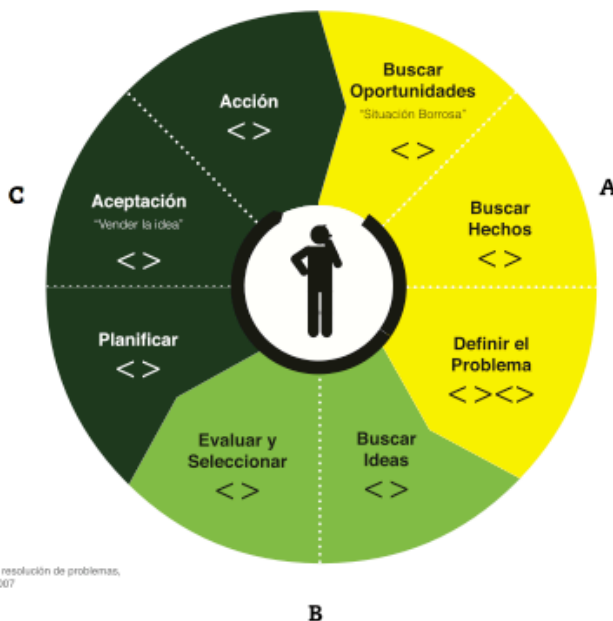 Buscar
Oportunidades
"Situación Borrosa"
< >
A
Buscar
Hechos
< >
Definir el
Problema
< > < >
Buscar
Ideas
< >
B
Evaluar y
Seleccionar
< >
Planificar
< >
C
Aceptación
"Vender la idea"
< >
Acción
< >
resolución de problemas,
007